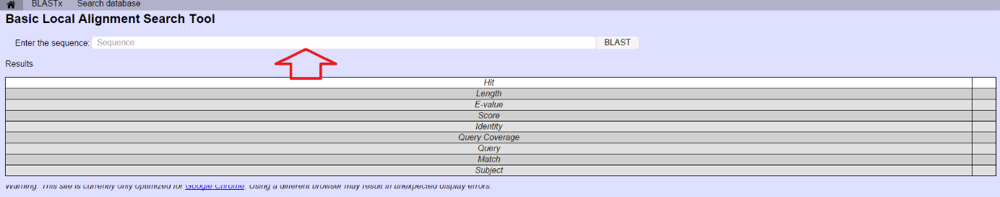 BLASTx Search database
Basic Local Alignment Search Tool
Enter the sequence: Sequence BLAST
Results
Hit
Length
E-value
Score
Identity
Query Coverage
Query
Match
Subject
Warning: This site is currently only optimized for Google Chrome. Using a different browser may result in unexpected display errors.